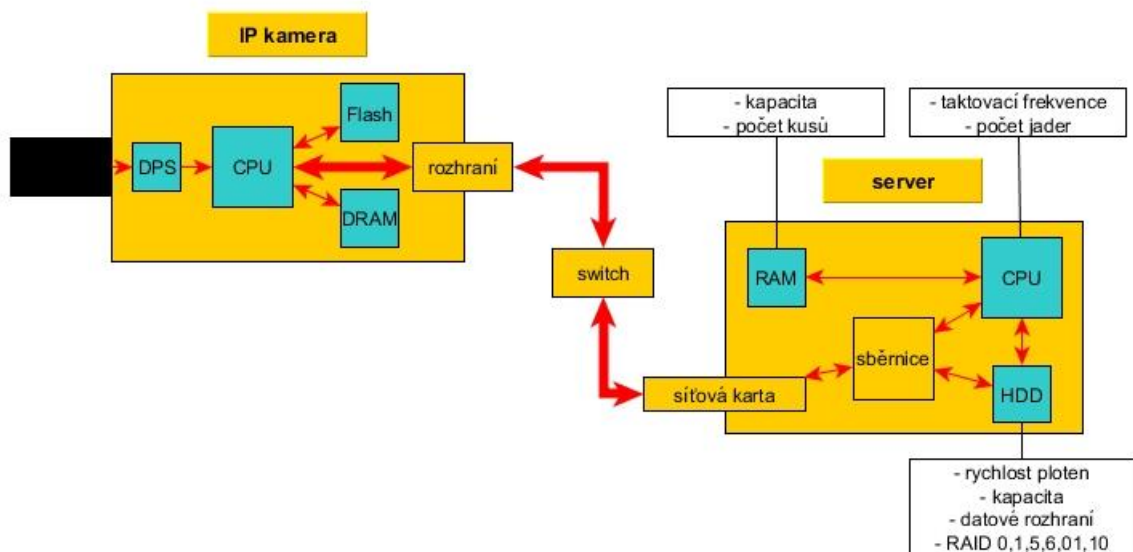 IP kamera
Flash
DPS
CPU
rozhraní
DRAM
switch
- kapacita
- počet kusů
- taktovací frekvence
- počet jader
server
RAM
CPU
sběrnice
síťová karta
HDD
- rychlost ploten
- kapacita
- datové rozhraní
- RAID 0,1,5,6,01,10